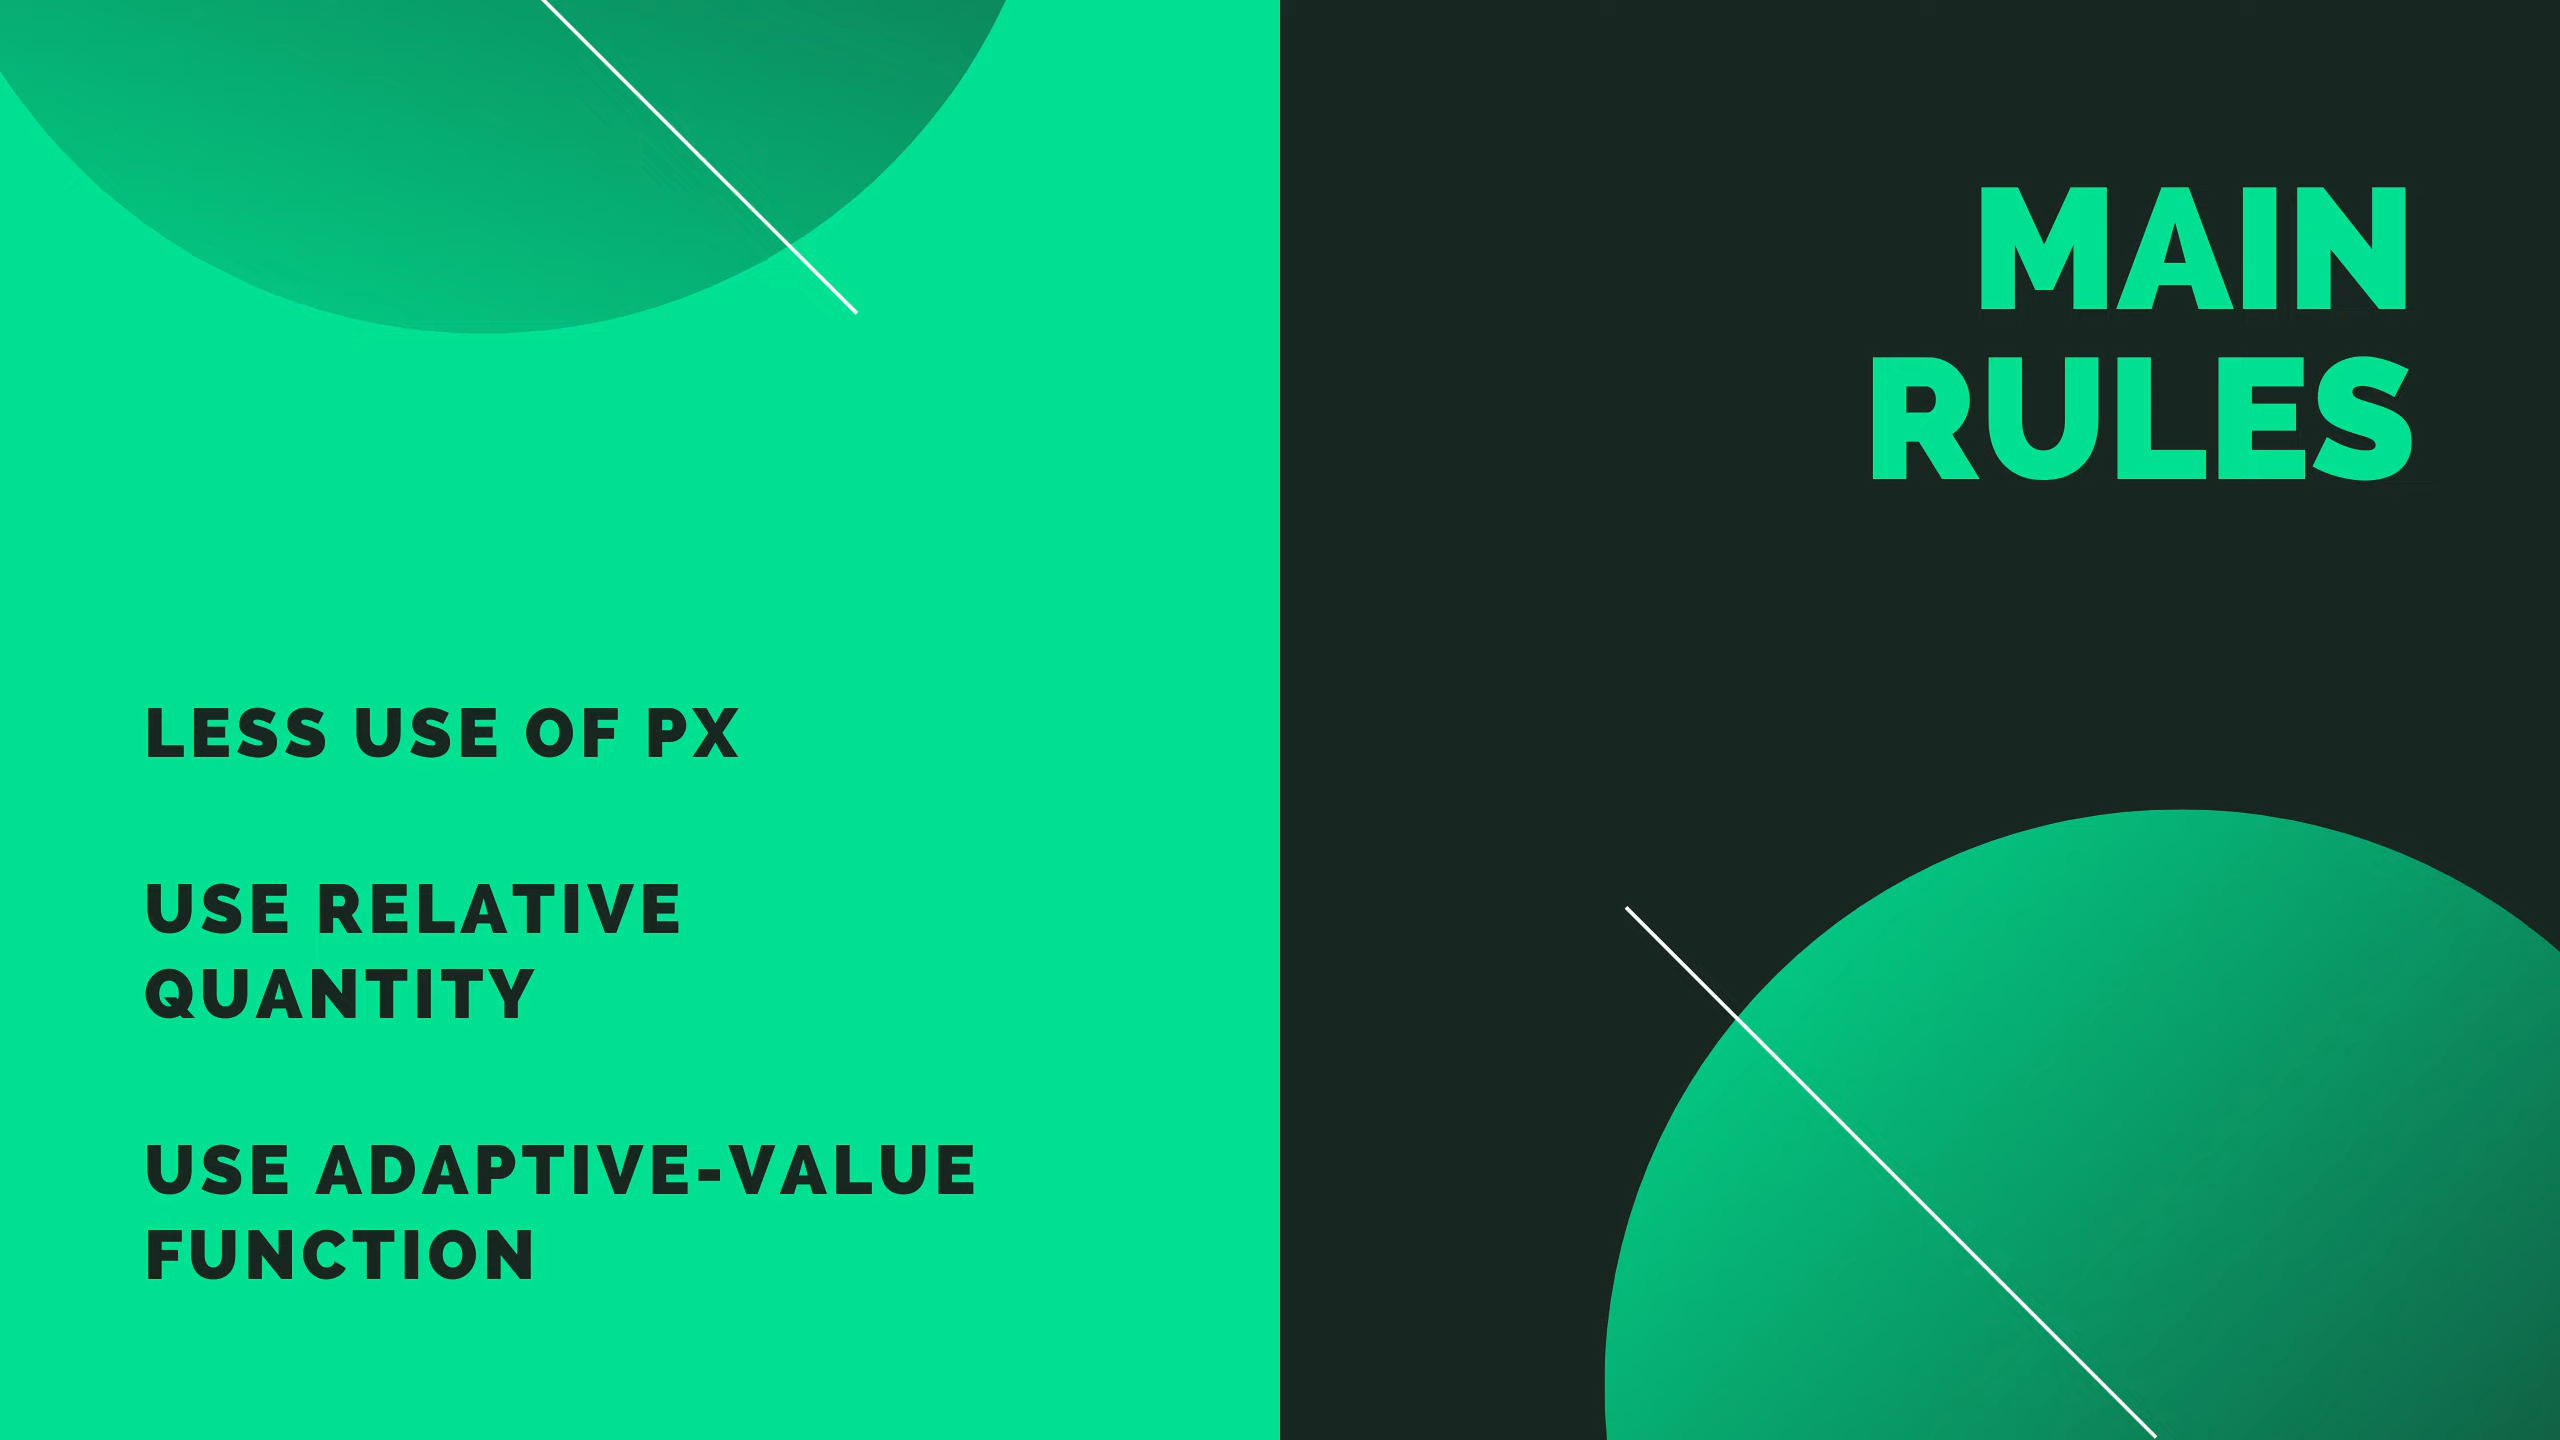 MAIN
RULES
LESS USE OF PX
USE RELATIVE
QUANTITY
USE ADAPTIVE-VALUE
FUNCTION